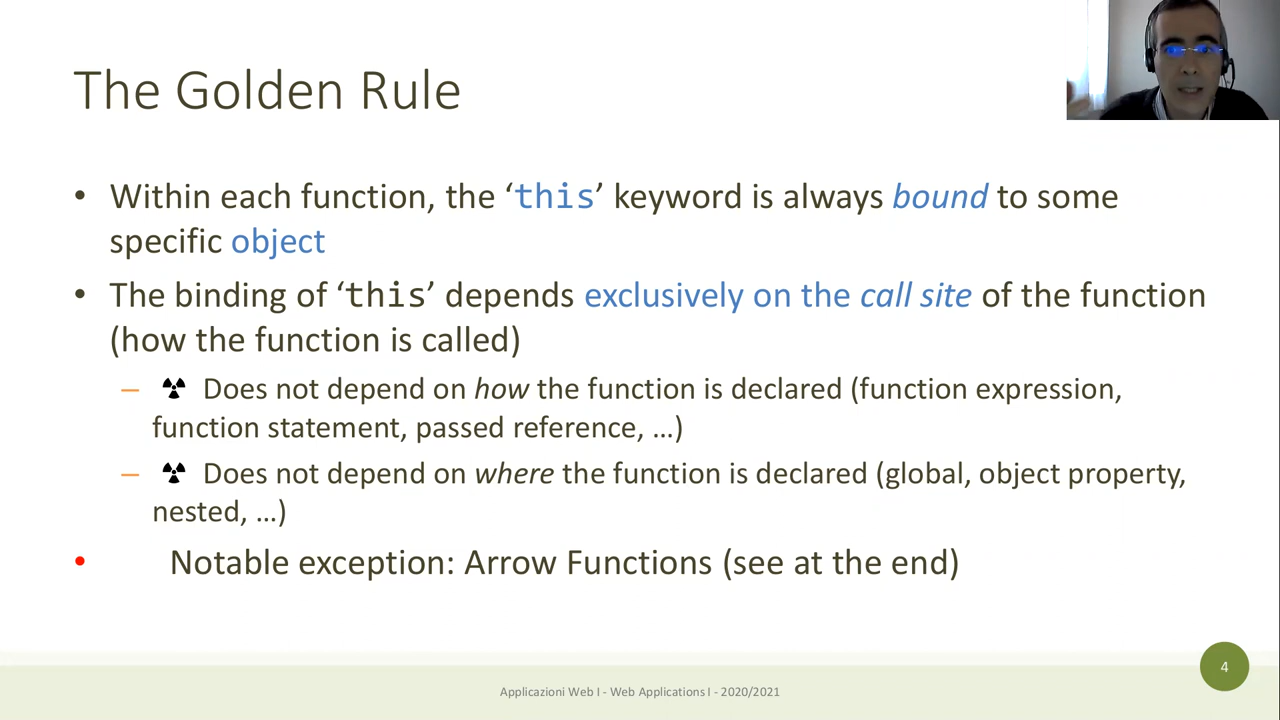 The Golden Rule
• Within each function, the ‘this’ keyword is always bound to some
specific object
• The binding of ‘this’ depends exclusively on the call site of the function
(how the function is called)
– ☢ Does not depend on how the function is declared (function expression,
function statement, passed reference, …)
– ☢ Does not depend on where the function is declared (global, object property,
nested, …)
• Notable exception: Arrow Functions (see at the end)
4
Applicazioni Web I - Web Applications I - 2020/2021